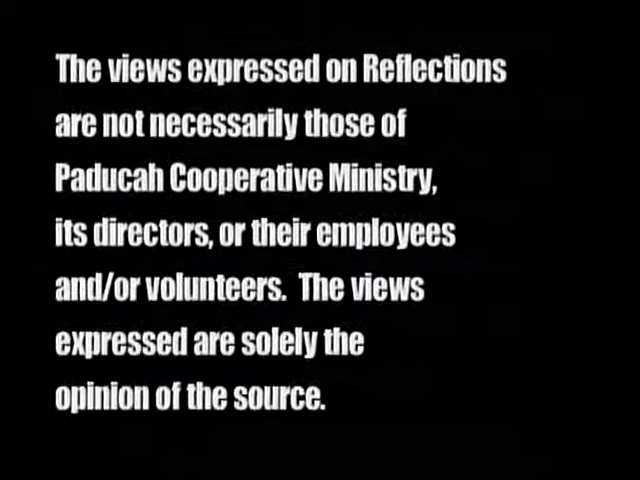 The views expressed on Reflections
are not necessarily those of
Paducah Cooperative Ministry,
its directors, or their employees
and/or volunteers.  The views
expressed are solely the
opinion of the source.